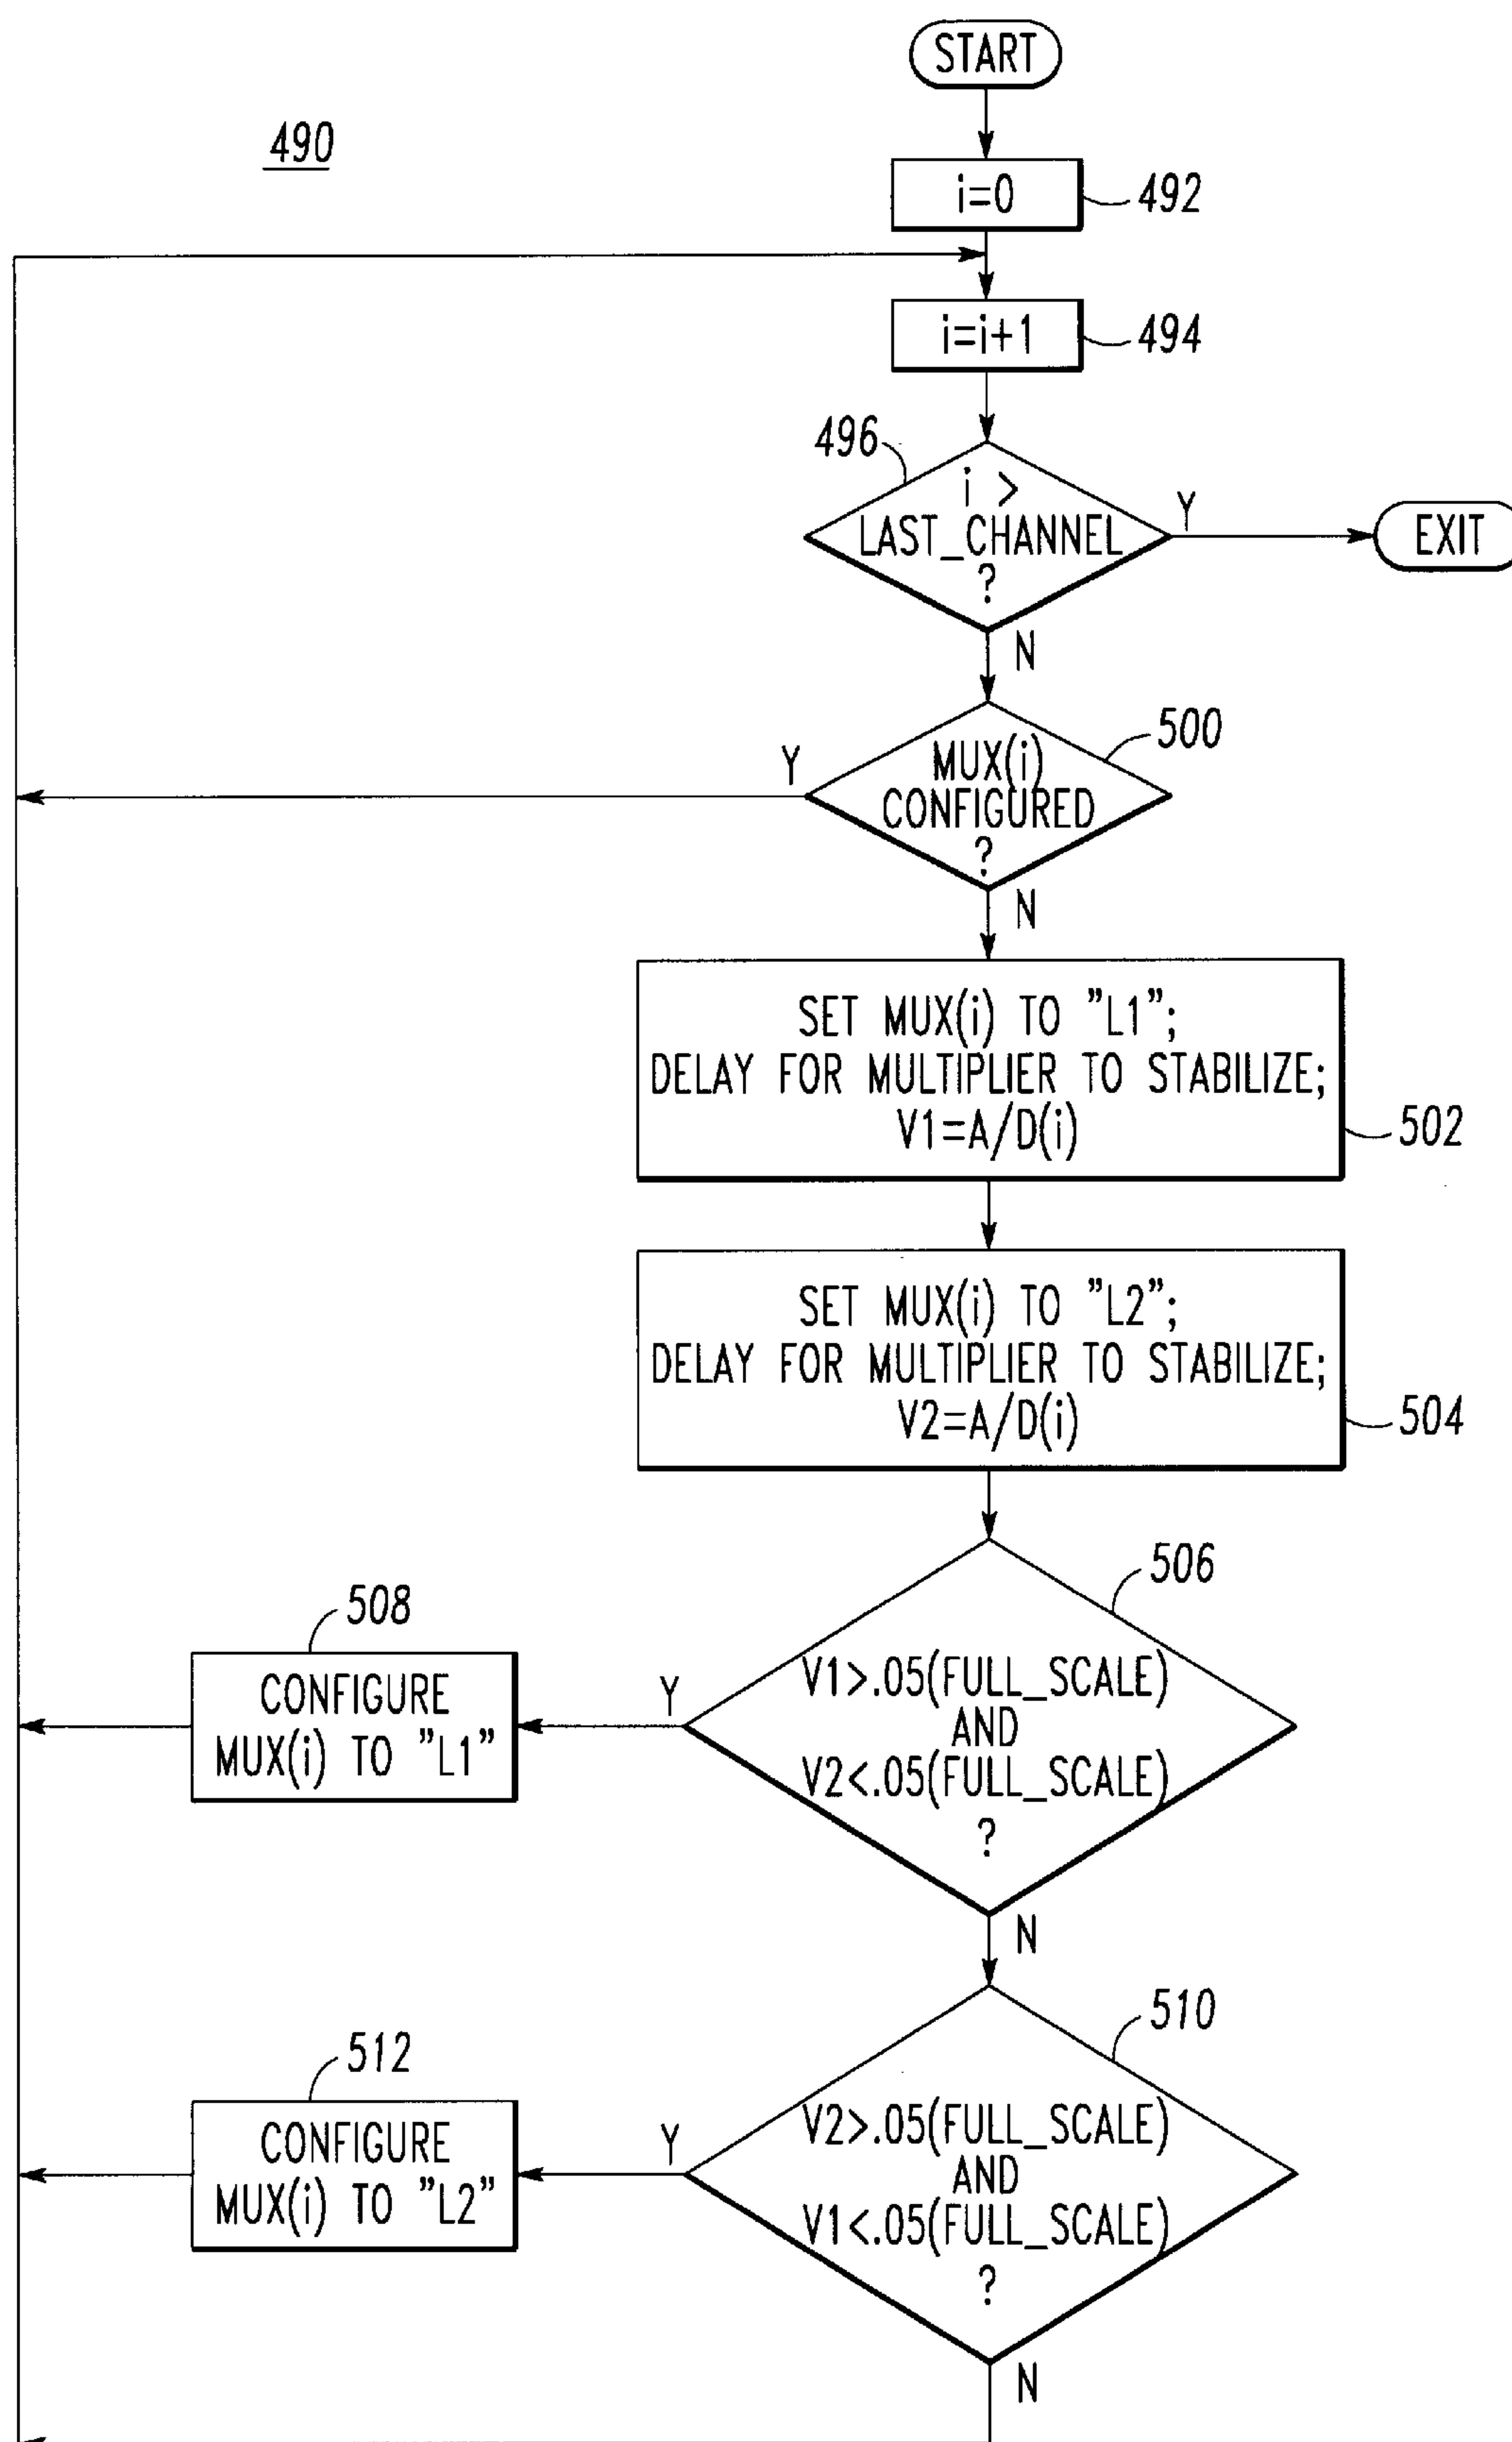 START
490
i=0
492
i=i+1
494
496
i >
LAST_CHANNEL
?
Y
EXIT
N
500
MUX(i)
CONFIGURED
?
Y
N
SET MUX(i) TO "L1";
DELAY FOR MULTIPLIER TO STABILIZE;
V1=A/D(i)
502
SET MUX(i) TO "L2";
DELAY FOR MULTIPLIER TO STABILIZE;
V2=A/D(i)
504
506
V1>.05(FULL_SCALE)
AND
V2<.05(FULL_SCALE)
?
Y
508
CONFIGURE
MUX(i) TO "L1"
N
510
V2>.05(FULL_SCALE)
AND
V1<.05(FULL_SCALE)
?
Y
512
CONFIGURE
MUX(i) TO "L2"
N